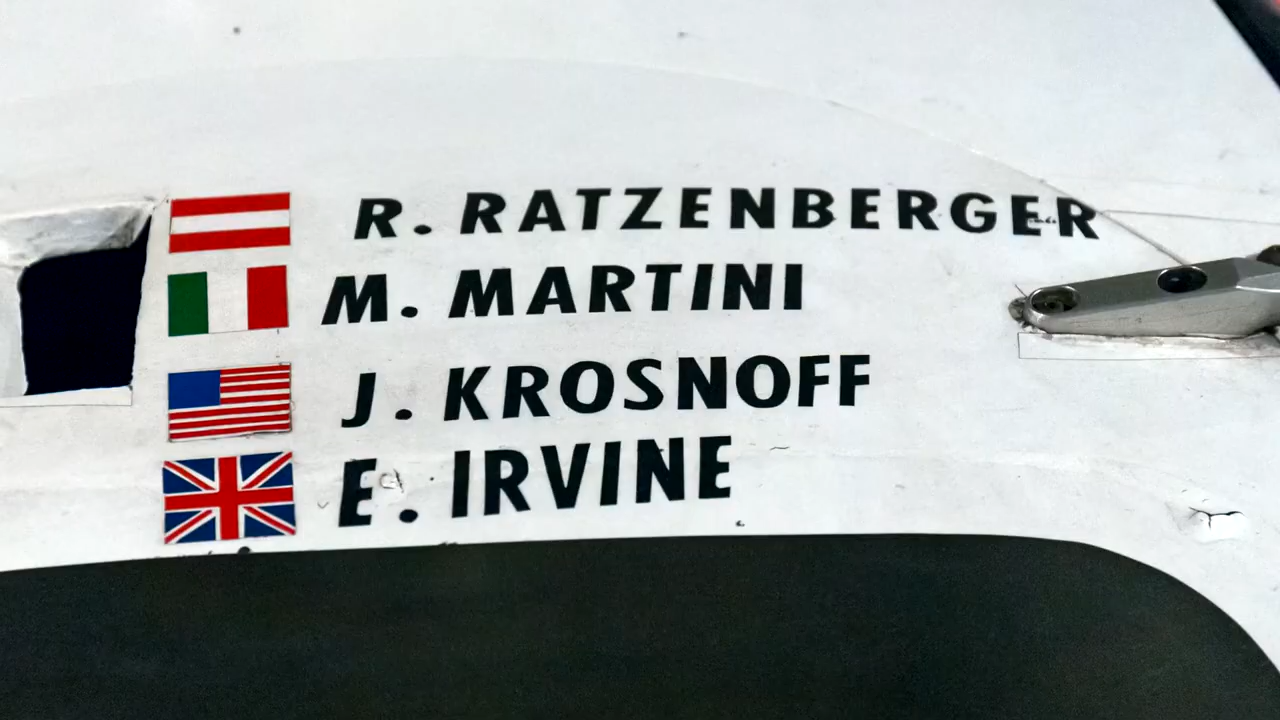 R. RATZENBERGER
M. MARTINI
J. KROSNOFF
E. IRVINE